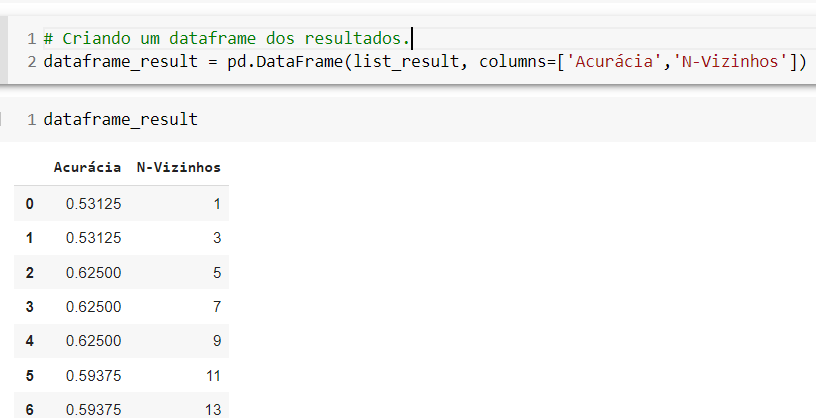 1 # Criando um dataframe dos resultados.
2 dataframe_result = pd.DataFrame(list_result, columns=['Acurácia','N-Vizinhos'])
1 dataframe_result
Acurácia N-Vizinhos
0 0.53125 1
1 0.53125 3
2 0.62500 5
3 0.62500 7
4 0.62500 9
5 0.59375 11
6 0.59375 13